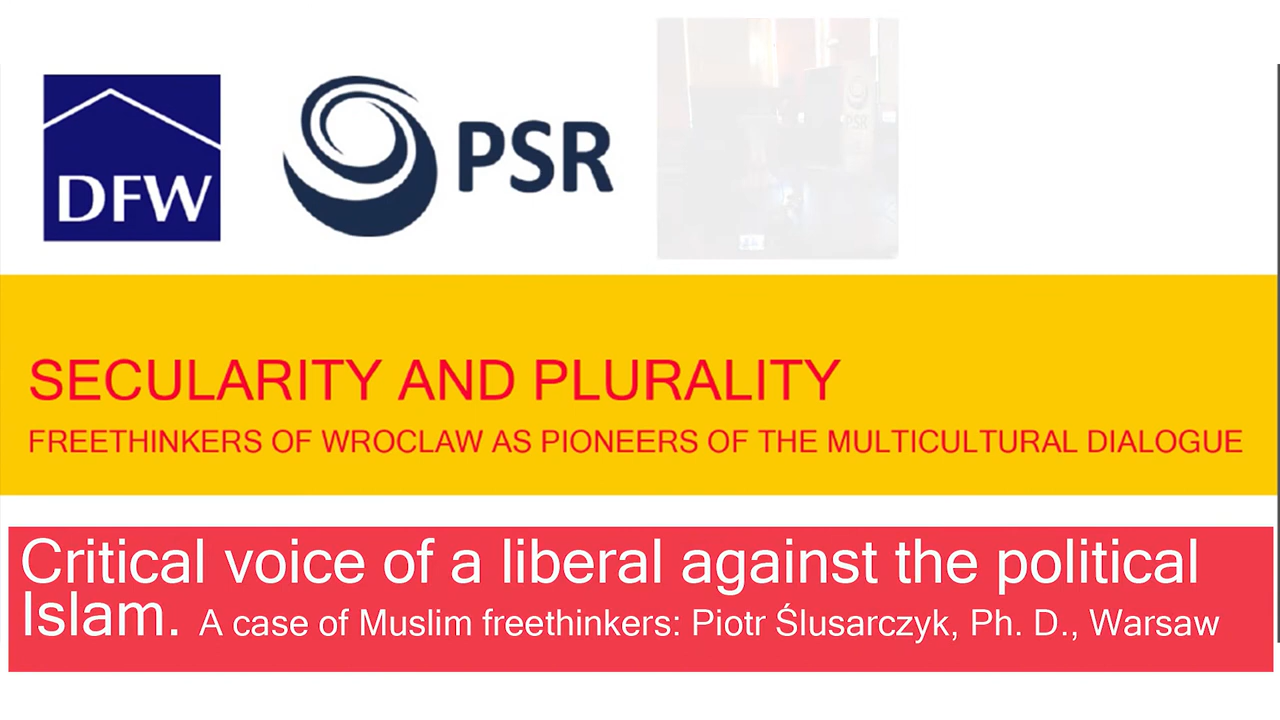 DFW
PSR
SECULARITY AND PLURALITY
FREETHINKERS OF WROCLAW AS PIONEERS OF THE MULTICULTURAL DIALOGUE
Critical voice of a liberal against the political
Islam. A case of Muslim freethinkers: Piotr Ślusarczyk, Ph. D., Warsaw